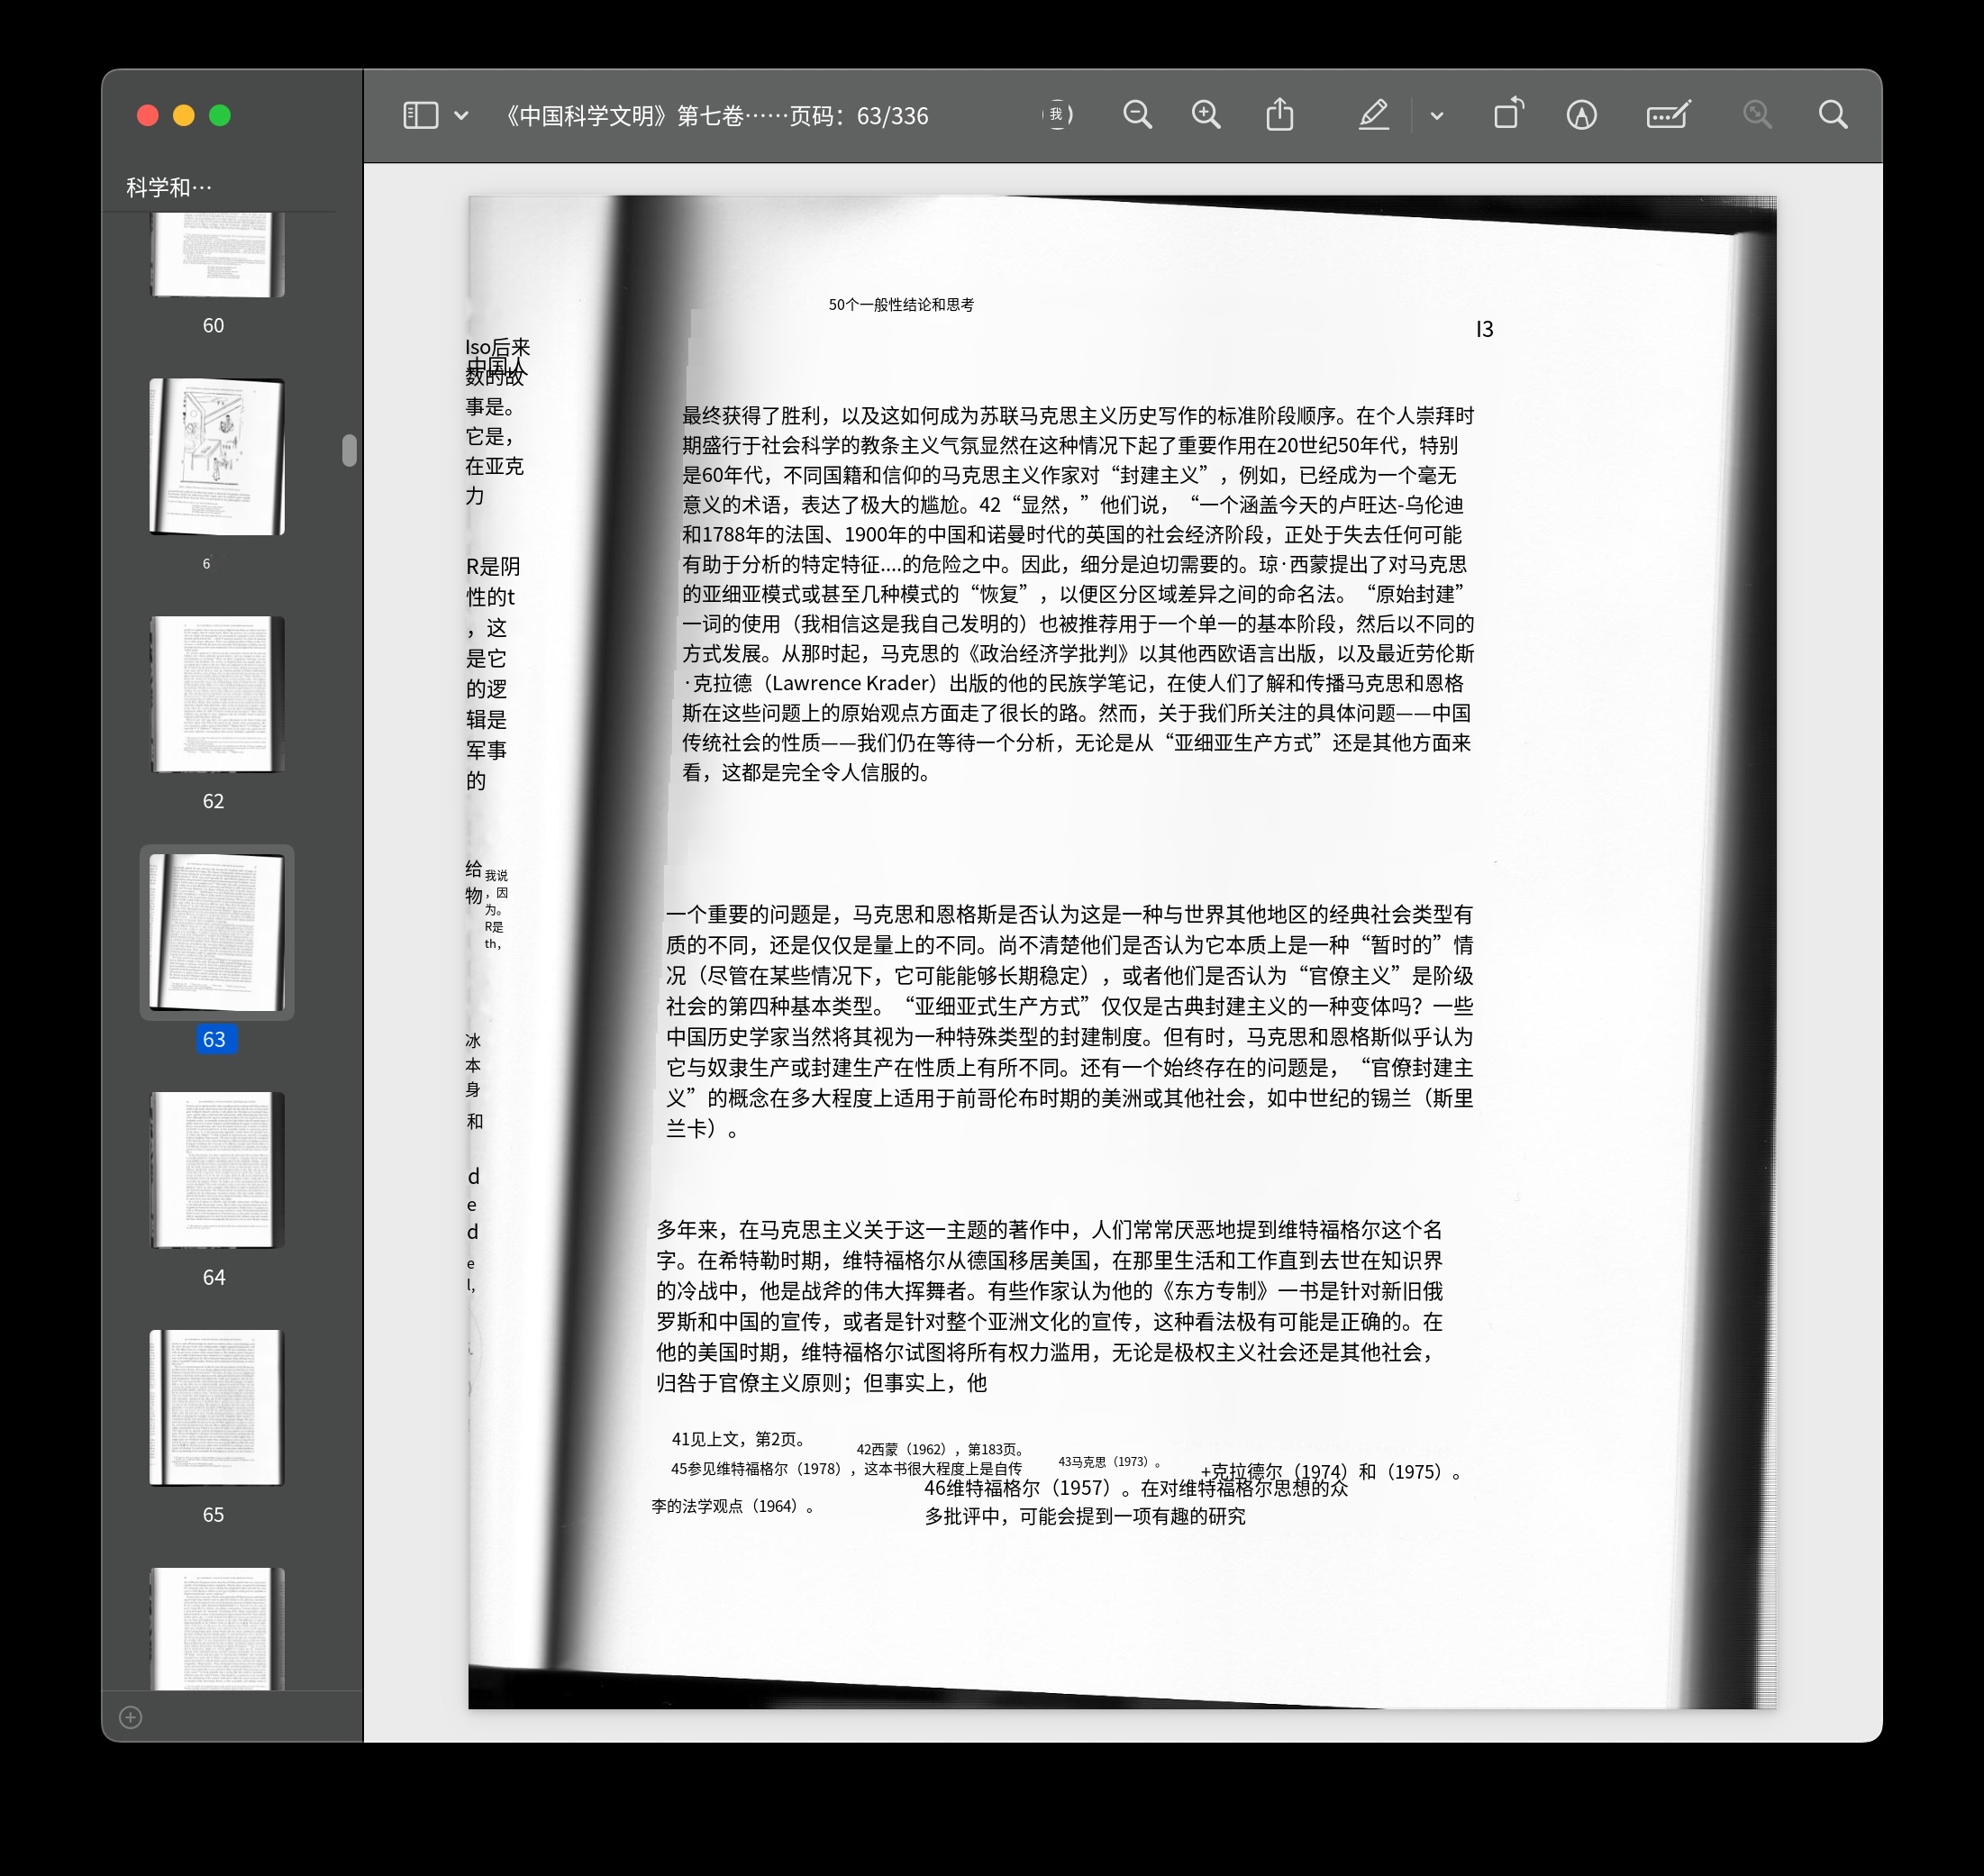 《中国科学文明》第七卷……页码：63/336
我
科学和…
60
6
62
63
64
65
50个一般性结论和思考
I3
Iso后来
中国人
数的故
事是。
它是，
在亚克
力
R是阴
性的t
，这
是它
的逻
辑是
军事
的
给
物
我说
，因
为。
R是
th，
冰
本
身
和
d
e
d
e
l，
最终获得了胜利，以及这如何成为苏联马克思主义历史写作的标准阶段顺序。在个人崇拜时
期盛行于社会科学的教条主义气氛显然在这种情况下起了重要作用在20世纪50年代，特别
是60年代，不同国籍和信仰的马克思主义作家对“封建主义”，例如，已经成为一个毫无
意义的术语，表达了极大的尴尬。42“显然，”他们说，“一个涵盖今天的卢旺达-乌伦迪
和1788年的法国、1900年的中国和诺曼时代的英国的社会经济阶段，正处于失去任何可能
有助于分析的特定特征....的危险之中。因此，细分是迫切需要的。琼·西蒙提出了对马克思
的亚细亚模式或甚至几种模式的“恢复”，以便区分区域差异之间的命名法。“原始封建”
一词的使用（我相信这是我自己发明的）也被推荐用于一个单一的基本阶段，然后以不同的
方式发展。从那时起，马克思的《政治经济学批判》以其他西欧语言出版，以及最近劳伦斯
·克拉德（Lawrence Krader）出版的他的民族学笔记，在使人们了解和传播马克思和恩格
斯在这些问题上的原始观点方面走了很长的路。然而，关于我们所关注的具体问题——中国
传统社会的性质——我们仍在等待一个分析，无论是从“亚细亚生产方式”还是其他方面来
看，这都是完全令人信服的。
一个重要的问题是，马克思和恩格斯是否认为这是一种与世界其他地区的经典社会类型有
质的不同，还是仅仅是量上的不同。尚不清楚他们是否认为它本质上是一种“暂时的”情
况（尽管在某些情况下，它可能能够长期稳定），或者他们是否认为“官僚主义”是阶级
社会的第四种基本类型。“亚细亚式生产方式”仅仅是古典封建主义的一种变体吗？一些
中国历史学家当然将其视为一种特殊类型的封建制度。但有时，马克思和恩格斯似乎认为
它与奴隶生产或封建生产在性质上有所不同。还有一个始终存在的问题是，“官僚封建主
义”的概念在多大程度上适用于前哥伦布时期的美洲或其他社会，如中世纪的锡兰（斯里
兰卡）。
多年来，在马克思主义关于这一主题的著作中，人们常常厌恶地提到维特福格尔这个名
字。在希特勒时期，维特福格尔从德国移居美国，在那里生活和工作直到去世在知识界
的冷战中，他是战斧的伟大挥舞者。有些作家认为他的《东方专制》一书是针对新旧俄
罗斯和中国的宣传，或者是针对整个亚洲文化的宣传，这种看法极有可能是正确的。在
他的美国时期，维特福格尔试图将所有权力滥用，无论是极权主义社会还是其他社会，
归咎于官僚主义原则；但事实上，他
41见上文，第2页。
42西蒙（1962），第183页。
43马克思（1973）。
+克拉德尔（1974）和（1975）。
45参见维特福格尔（1978），这本书很大程度上是自传
46维特福格尔（1957）。在对维特福格尔思想的众
多批评中，可能会提到一项有趣的研究
李的法学观点（1964）。